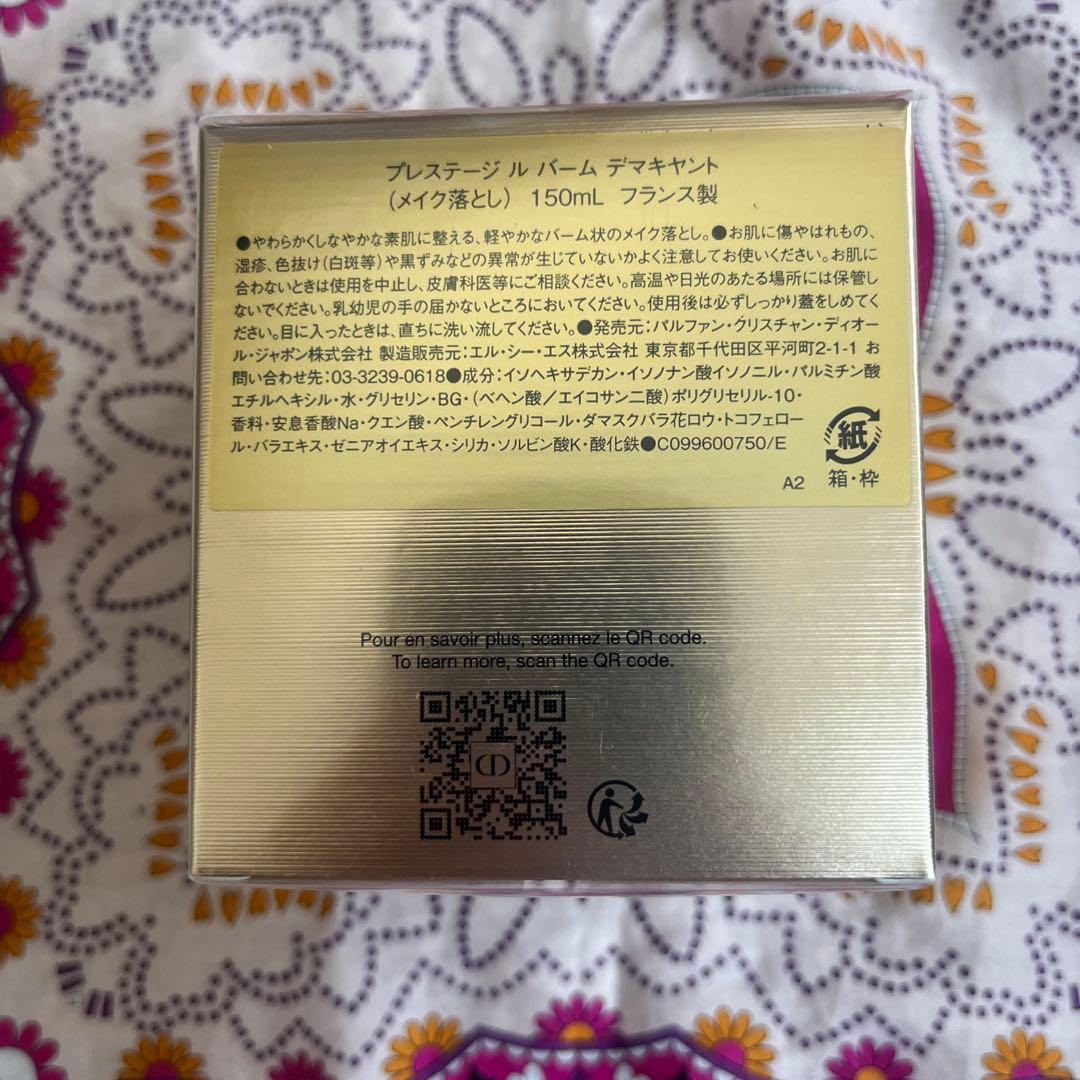 プレステージ ル バーム デマキヤント
（メイク落とし） 150mL フランス製
●やわらかくしなやかな素肌に整える、軽やかなバーム状のメイク落とし。●お肌に傷やはれもの、
湿疹、色抜け（白斑等）や黒ずみなどの異常が生じていないかよく注意してお使いください。お肌に
合わないときは使用を中止し、皮膚科医等にご相談ください。高温や日光のあたる場所には保管し
ないでください。乳幼児の手の届かないところにおいてください。使用後は必ずしっかり蓋をしめてく
ださい。目に入ったときは、直ちに洗い流してください。●発売元：パルファン・クリスチャン・ディオー
ル・ジャポン株式会社 製造販売元：エル・シー・エス株式会社 東京都千代田区平河町2-1-1 お
問い合わせ先：03-3239-0618●成分：イソヘキサデカン・イソノナン酸イソノニル・パルミチン酸
エチルヘキシル・水・グリセリン・BG・（ベヘン酸／エイコサン二酸）ポリグリセリル-10・
香料・安息香酸Na・クエン酸・ペンチレングリコール・ダマスクバラ花ロウ・トコフェロー
ル・バラエキス・ゼニアオイエキス・シリカ・ソルビン酸K・酸化鉄●C099600750/E
紙
A2 箱・枠
Pour en savoir plus, scannez le QR code.
To learn more, scan the QR code.
CD